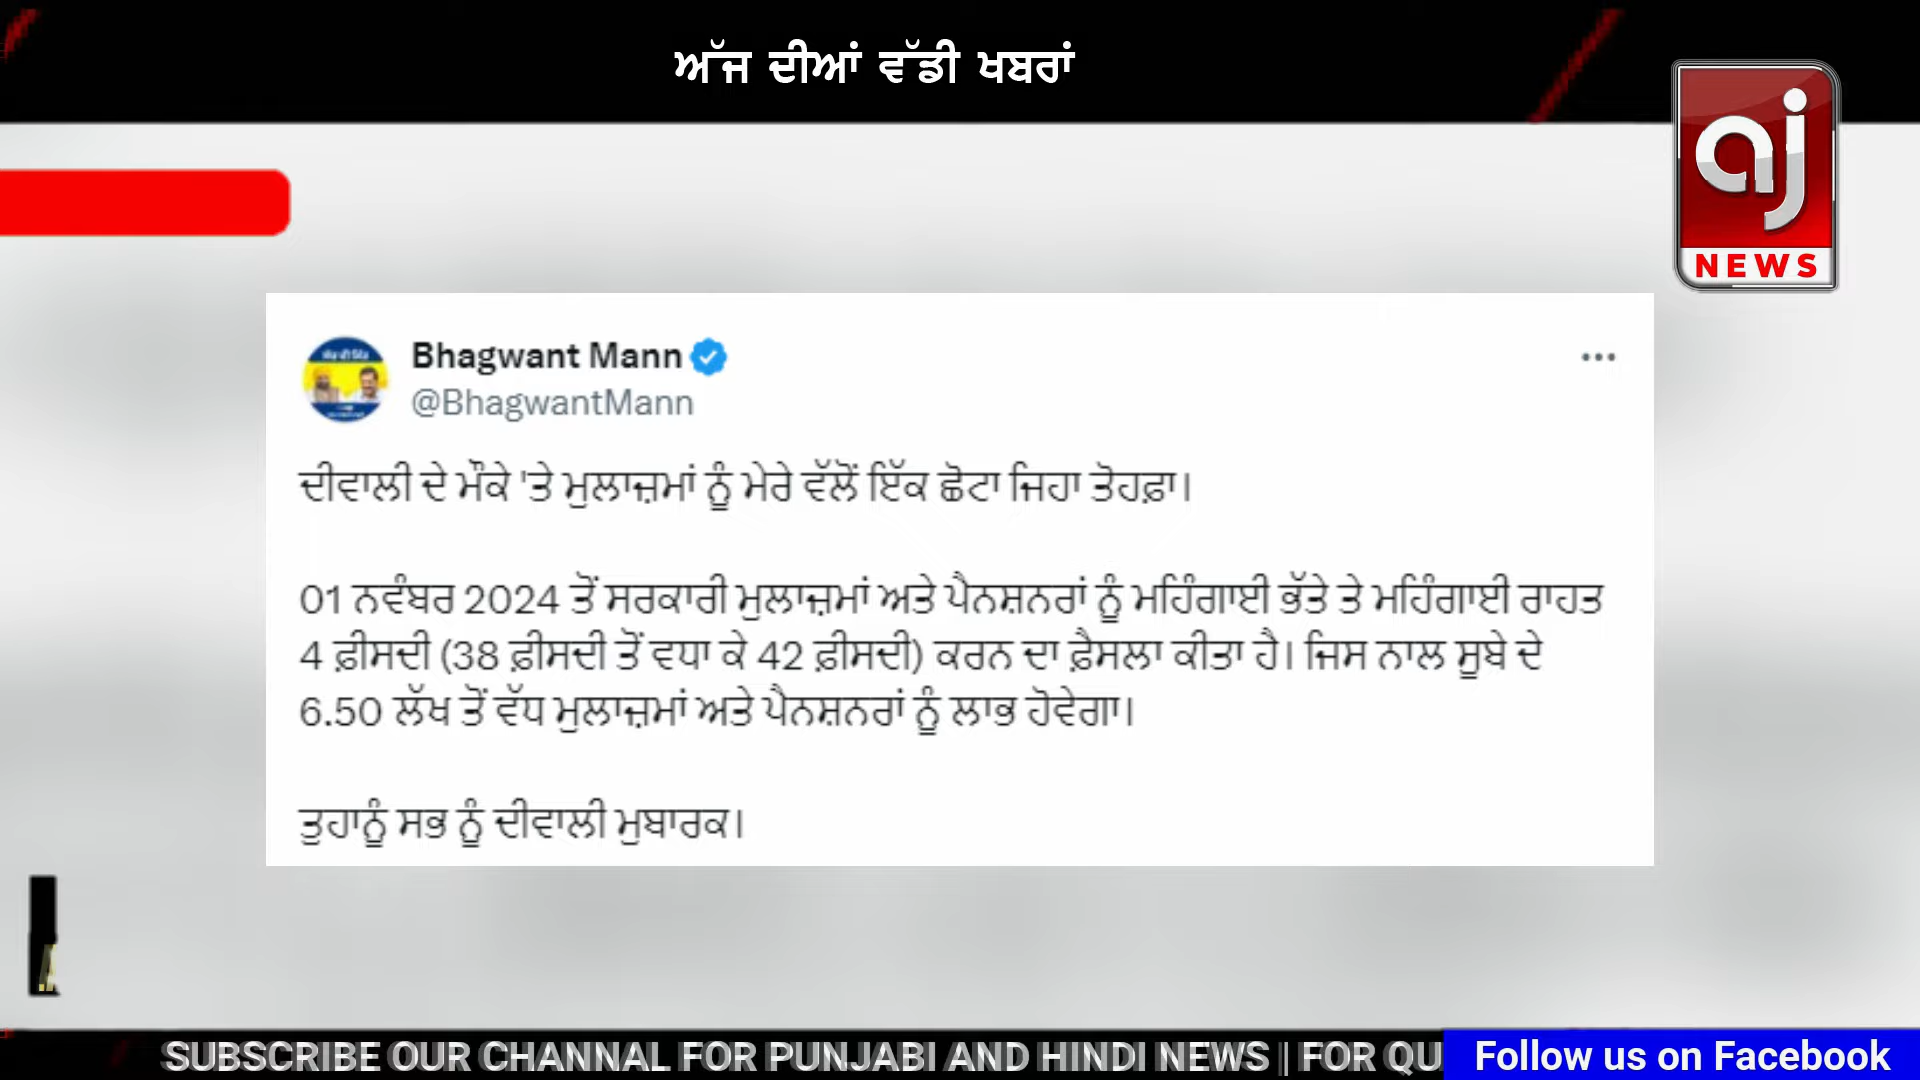 ਅੱਜ ਦੀਆਂ ਵੱਡੀ ਖਬਰਾਂ
aj
NEWS
Bhagwant Mann
@BhagwantMann
ਦੀਵਾਲੀ ਦੇ ਮੌਕੇ 'ਤੇ ਮੁਲਾਜ਼ਮਾਂ ਨੂੰ ਮੇਰੇ ਵੱਲੋਂ ਇੱਕ ਛੋਟਾ ਜਿਹਾ ਤੋਹਫ਼ਾ।
01 ਨਵੰਬਰ 2024 ਤੋਂ ਸਰਕਾਰੀ ਮੁਲਾਜ਼ਮਾਂ ਅਤੇ ਪੈਨਸ਼ਨਰਾਂ ਨੂੰ ਮਹਿੰਗਾਈ ਭੱਤੇ ਤੇ ਮਹਿੰਗਾਈ ਰਾਹਤ
4 ਫ਼ੀਸਦੀ (38 ਫ਼ੀਸਦੀ ਤੋਂ ਵਧਾ ਕੇ 42 ਫ਼ੀਸਦੀ) ਕਰਨ ਦਾ ਫ਼ੈਸਲਾ ਕੀਤਾ ਹੈ। ਜਿਸ ਨਾਲ ਸੂਬੇ ਦੇ
6.50 ਲੱਖ ਤੋਂ ਵੱਧ ਮੁਲਾਜ਼ਮਾਂ ਅਤੇ ਪੈਨਸ਼ਨਰਾਂ ਨੂੰ ਲਾਭ ਹੋਵੇਗਾ।
ਤੁਹਾਨੂੰ ਸਭ ਨੂੰ ਦੀਵਾਲੀ ਮੁਬਾਰਕ।
SUBSCRIBE OUR CHANNAL FOR PUNJABI AND HINDI NEWS | FOR QU
Follow us on Facebook